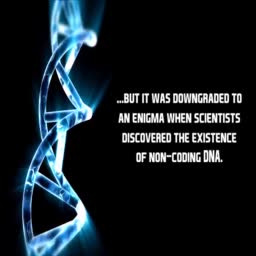 ...BUT IT WAS DOWNGRADED TO
AN ENIGMA WHEN SCIENTISTS
DISCOVERED THE EXISTENCE
OF NON-CODING DNA.